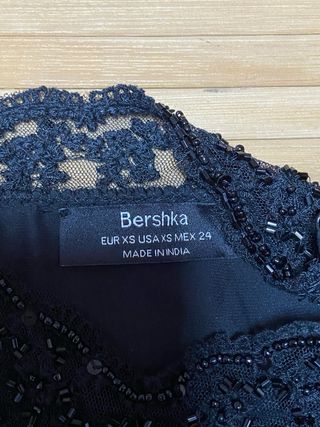 Bershka
EUR XS USA XS MEX 24
MADE IN INDIA